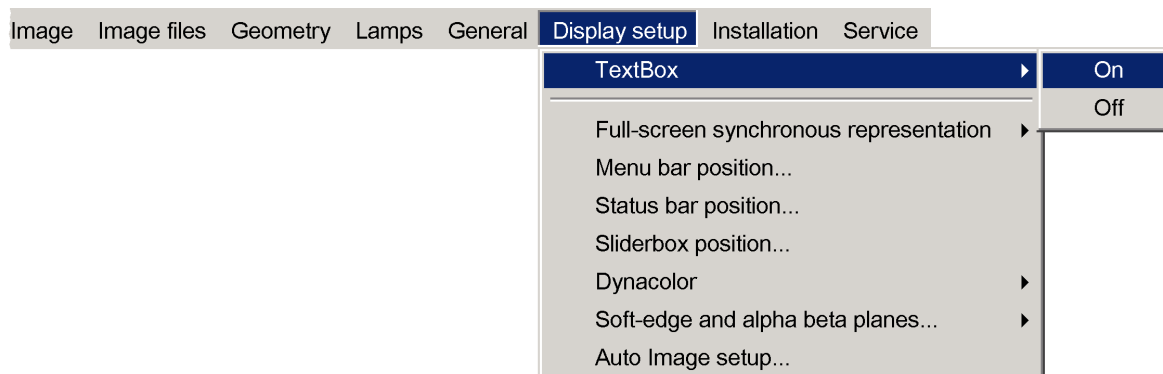 Image Image files Geometry Lamps General Display setup Installation Service
TextBox On
Off
Full-screen synchronous representation
Menu bar position...
Status bar position...
Sliderbox position...
Dynacolor
Soft-edge and alpha beta planes...
Auto Image setup...